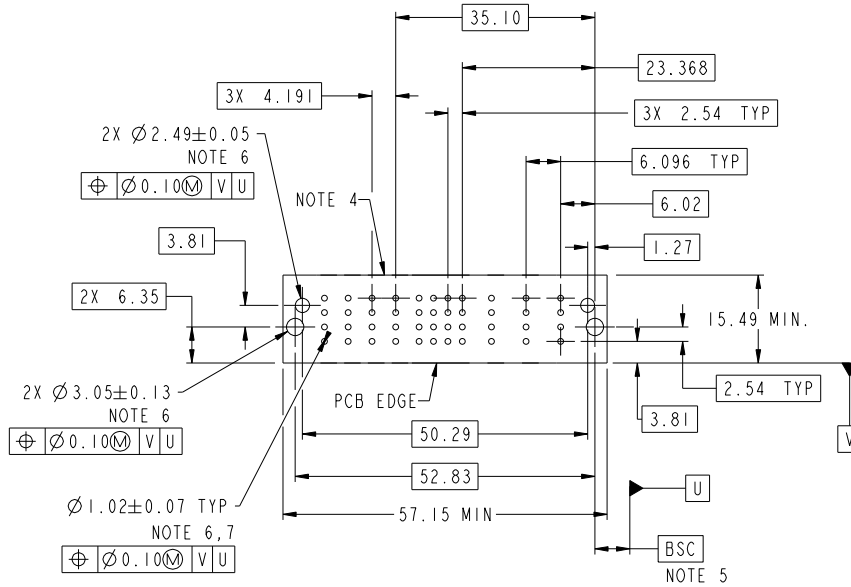 35.10
23.368
3X 4.191
3X 2.54 TYP
2X Ø2.49±0.05
NOTE 6
⌖ Ø0.10Ⓜ V U
6.096 TYP
NOTE 4
6.02
3.81
1.27
2X 6.35
15.49 MIN.
2X Ø3.05±0.13
NOTE 6
⌖ Ø0.10Ⓜ V U
PCB EDGE
2.54 TYP
3.81
50.29
V
52.83
U
Ø1.02±0.07 TYP
NOTE 6,7
⌖ Ø0.10Ⓜ V U
57.15 MIN
BSC
NOTE 5